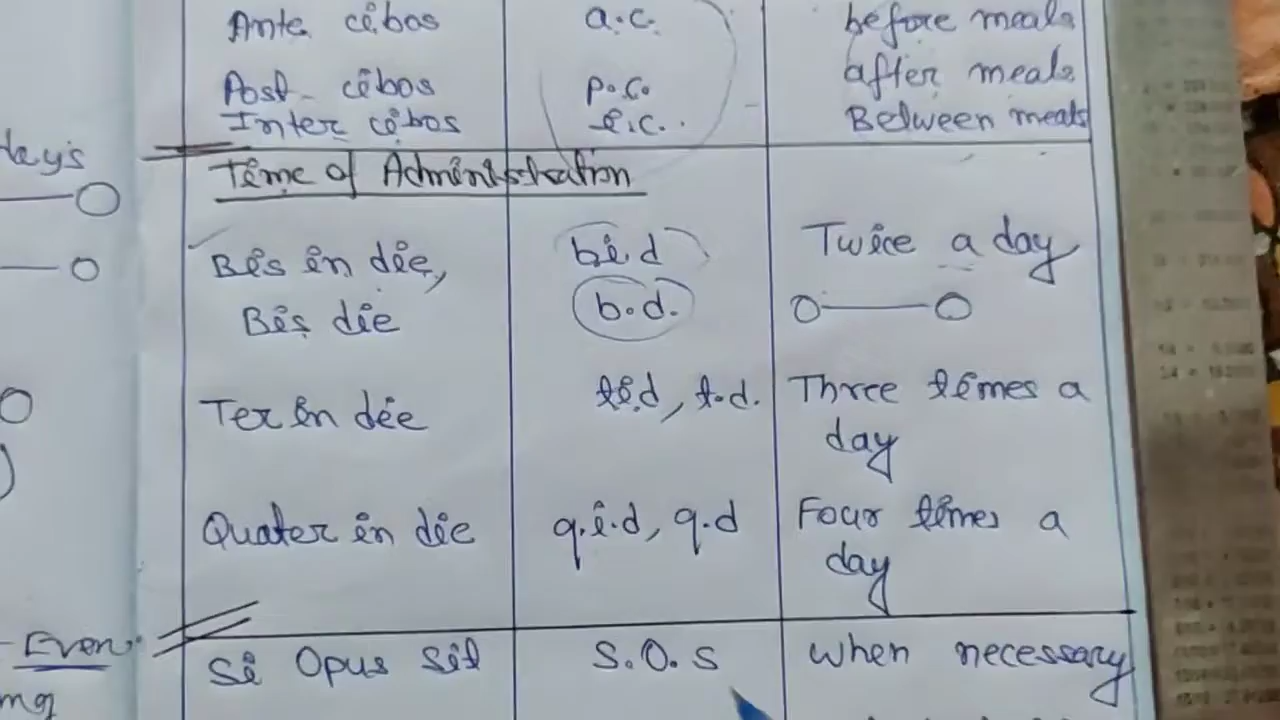 Ante cibos a.c. before meals
Post cibos p.c. after meals
Inter cibos i.c. Between meals
Time of Administration
Bis in die, b.i.d Twice a day
Bis die b.d.
Ter in die t.i.d, t.d. Three times a
day
Quater in die q.i.d, q.d Four times a
day
Si Opus Sit S.O.S When necessary
days
Even
mg